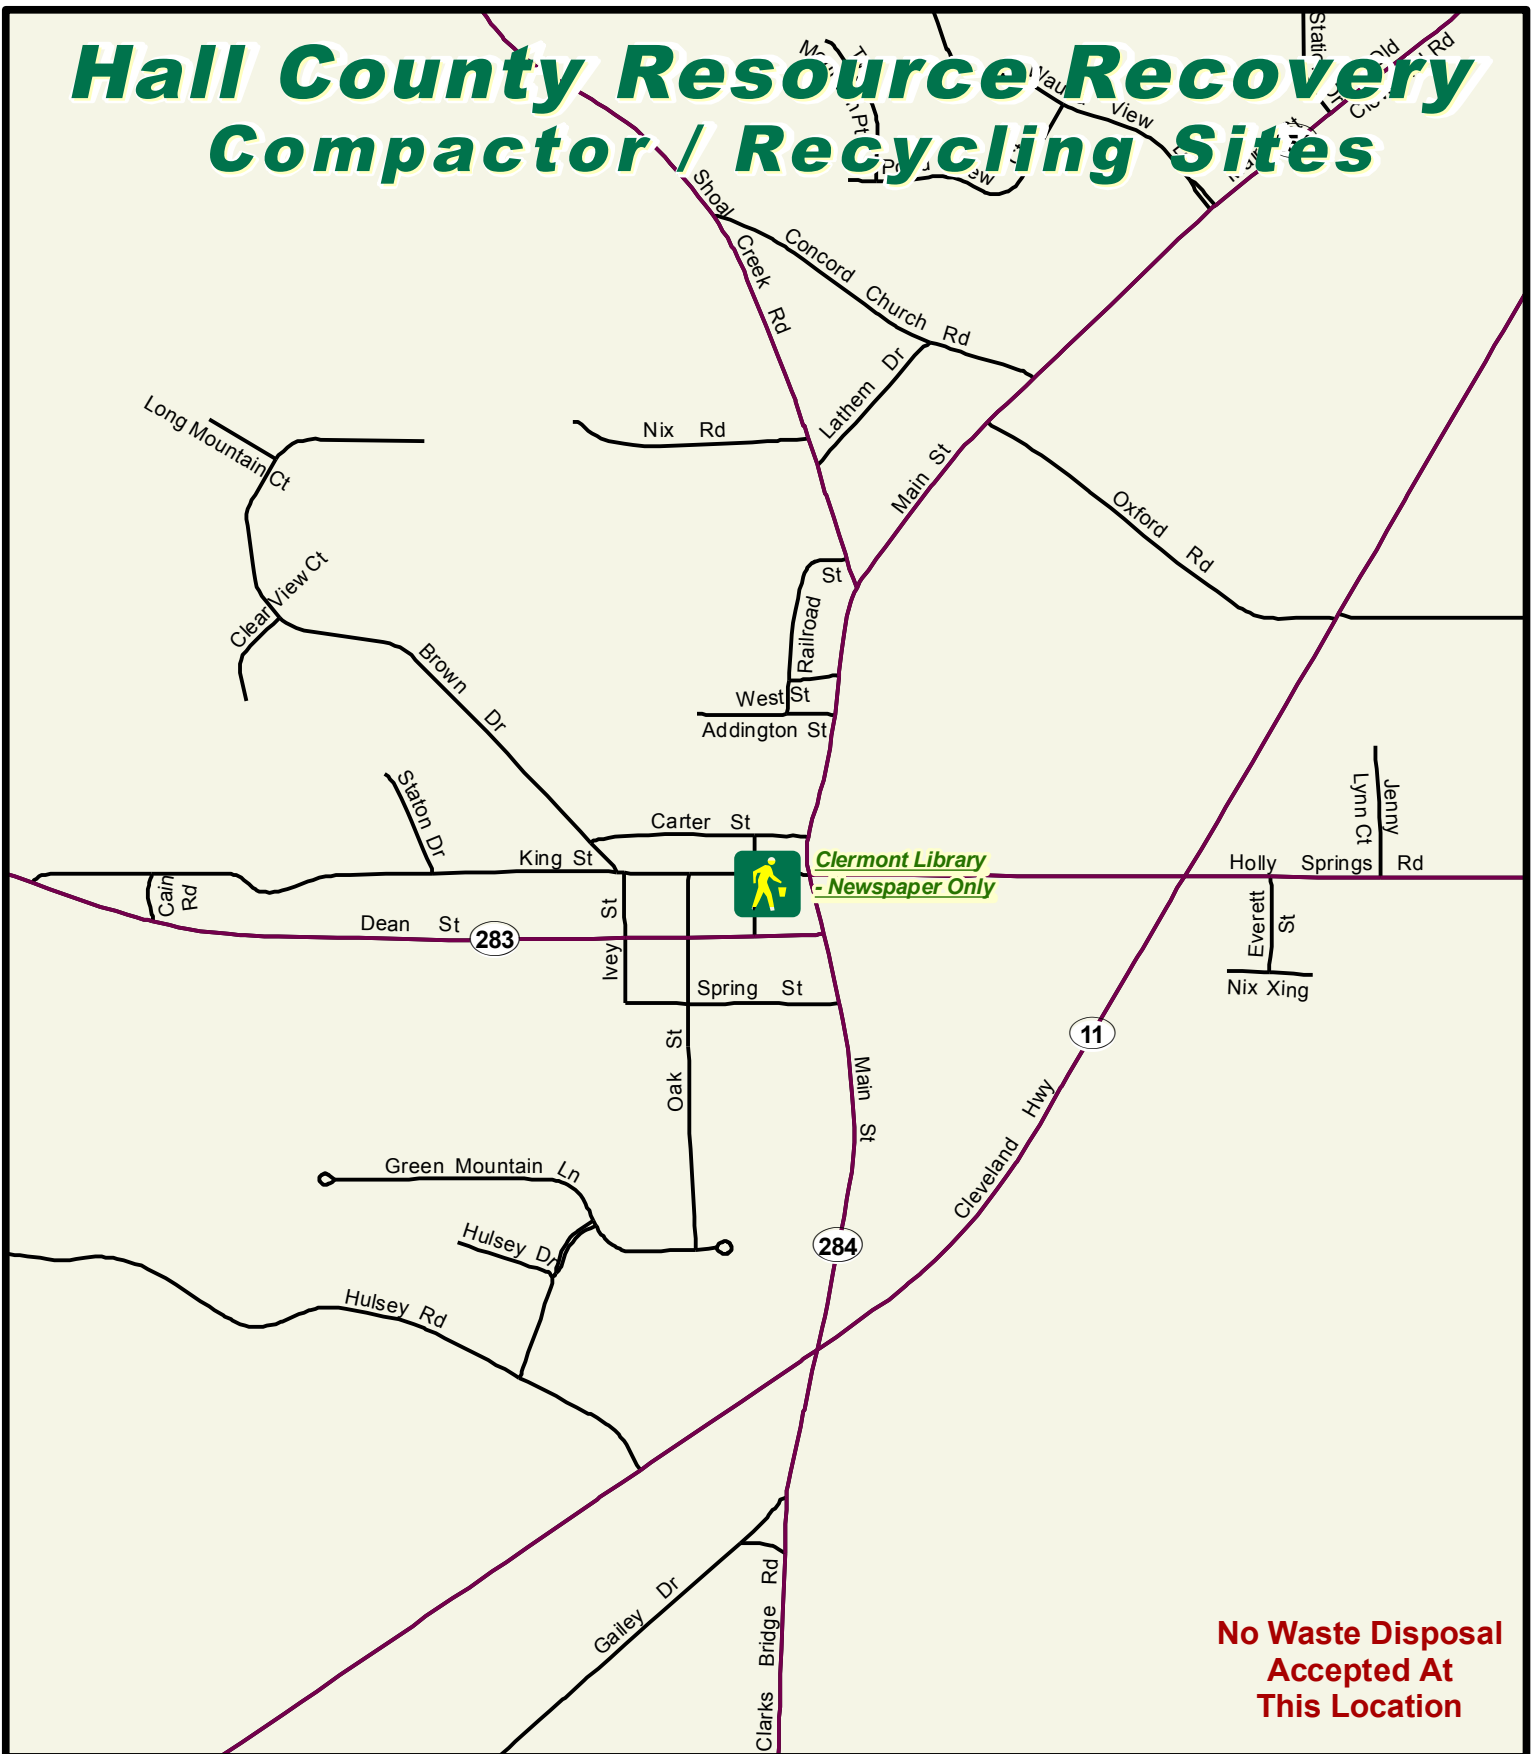 Hall County Resource Recovery
Compactor / Recycling Sites
View
Shoal Creek Rd
Concord Church Rd
Lathem Dr
Nix Rd
Long Mountain Ct
Main St
Oxford Rd
Clear View Ct
St
Railroad
West St
Addington St
Brown Dr
Staton Dr
Carter St
King St
Clermont Library
- Newspaper Only
Holly Springs Rd
Jenny
Lynn Ct
Cain
Rd
Dean St
283
Ivey St
Everett
St
Nix Xing
Spring St
Oak St
11
Main St
Cleveland Hwy
Green Mountain Ln
Hulsey Dr
284
Hulsey Rd
Gailey Dr
Clarks Bridge Rd
No Waste Disposal
Accepted At
This Location